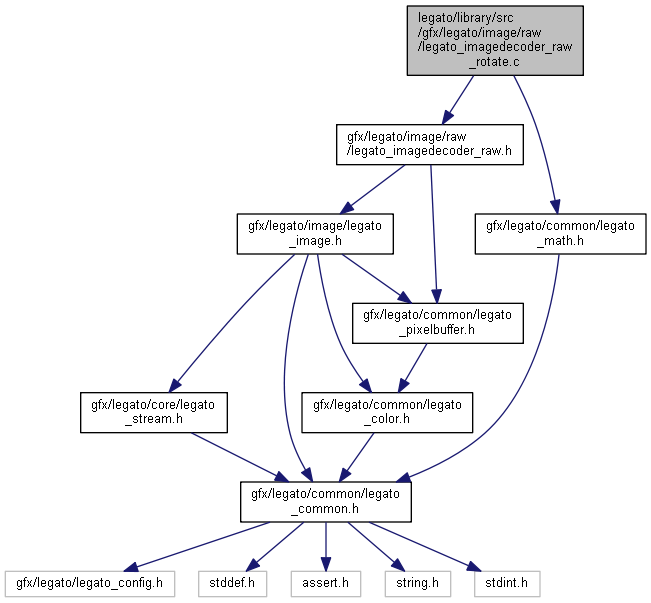 legato/library/src
/gfx/legato/image/raw
/legato_imagedecoder_raw
_rotate.c
gfx/legato/image/raw
/legato_imagedecoder_raw.h
gfx/legato/image/legato
_image.h
gfx/legato/common/legato
_math.h
gfx/legato/common/legato
_pixelbuffer.h
gfx/legato/core/legato
_stream.h
gfx/legato/common/legato
_color.h
gfx/legato/common/legato
_common.h
gfx/legato/legato_config.h
stddef.h
assert.h
string.h
stdint.h